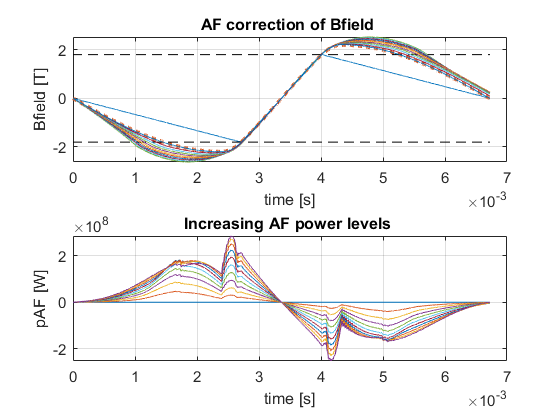 AF correction of Bfield
2
0
-2
Bfield [T]
0 1 2 3 4 5 6 7
time [s]
×10⁻³
Increasing AF power levels
×10⁸
2
0
-2
pAF [W]
0 1 2 3 4 5 6 7
time [s]
×10⁻³